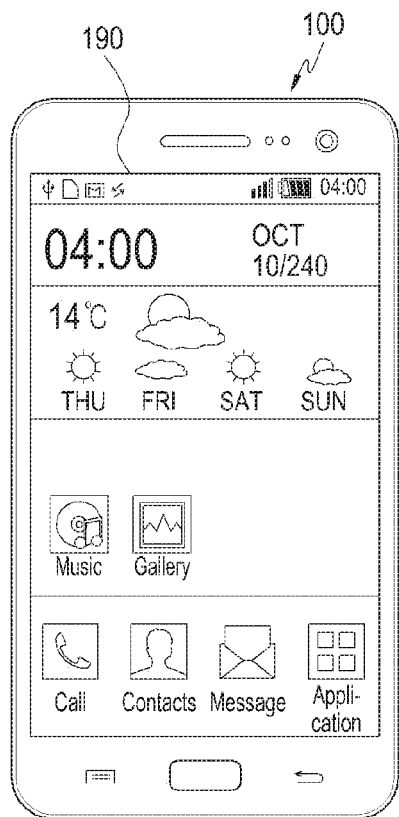 100
190
04:00
04:00
OCT
10/240
14°C
THU FRI SAT SUN
Music Gallery
Call Contacts Message Appli-
cation